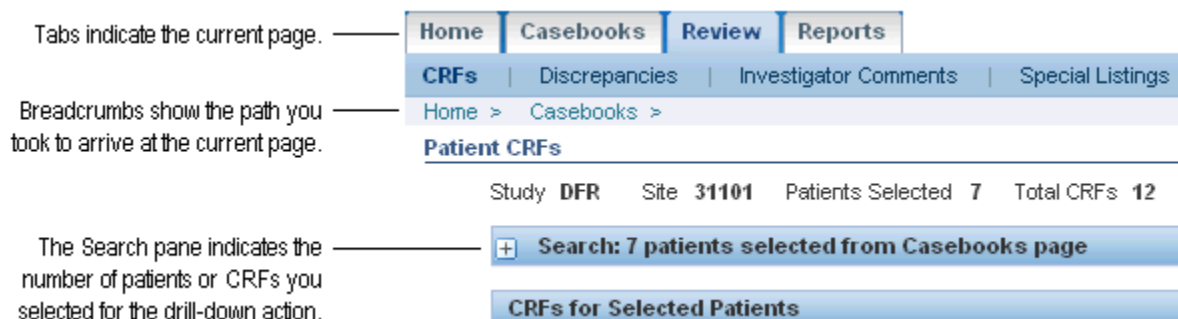 Tabs indicate the current page.
Home Casebooks Review Reports
CRFs | Discrepancies | Investigator Comments | Special Listings
Breadcrumbs show the path you
took to arrive at the current page.
Home > Casebooks >
Patient CRFs
Study DFR Site 31101 Patients Selected 7 Total CRFs 12
The Search pane indicates the
number of patients or CRFs you
selected for the drill-down action.
+ Search: 7 patients selected from Casebooks page
CRFs for Selected Patients